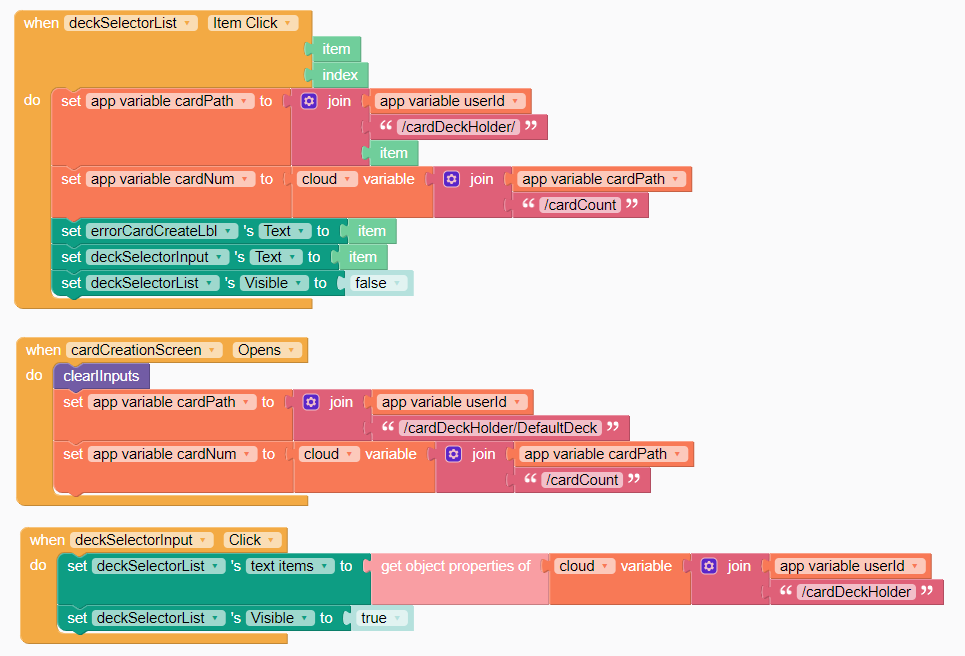 when deckSelectorList Item Click
item
index
do set app variable cardPath to join app variable userId
“ /cardDeckHolder/ ”
item
set app variable cardNum to cloud variable join app variable cardPath
“ /cardCount ”
set errorCardCreateLbl 's Text to item
set deckSelectorInput 's Text to item
set deckSelectorList 's Visible to false
when cardCreationScreen Opens
do clearIInputs
set app variable cardPath to join app variable userId
“ /cardDeckHolder/DefaultDeck ”
set app variable cardNum to cloud variable join app variable cardPath
“ /cardCount ”
when deckSelectorInput Click
do set deckSelectorList 's text items to get object properties of cloud variable join app variable userId
“ /cardDeckHolder ”
set deckSelectorList 's Visible to true